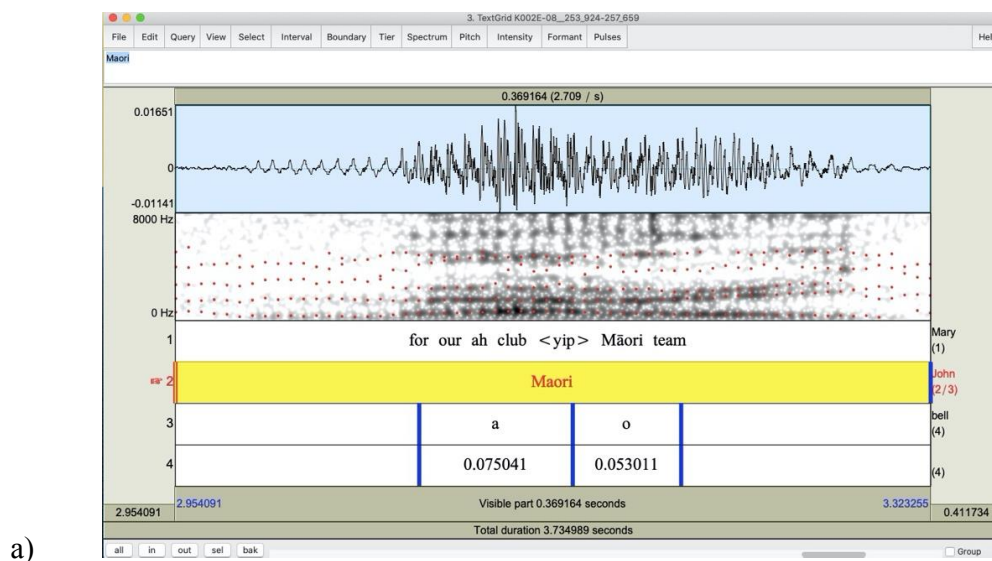 3. TextGrid K002E-08__253_924-257_659
File Edit Query View Select Interval Boundary Tier Spectrum Pitch Intensity Formant Pulses Hel
Maori
0.369164 (2.709 / s)
0.01651
0
-0.01141
8000 Hz
0 Hz
1 for our ah club <yip> Māori team Mary (1)
2 Maori John (2/3)
3 a o bell (4)
4 0.075041 0.053011 (4)
2.954091 Visible part 0.369164 seconds 3.323255
2.954091 0.411734
Total duration 3.734989 seconds
a) all in out sel bak Group